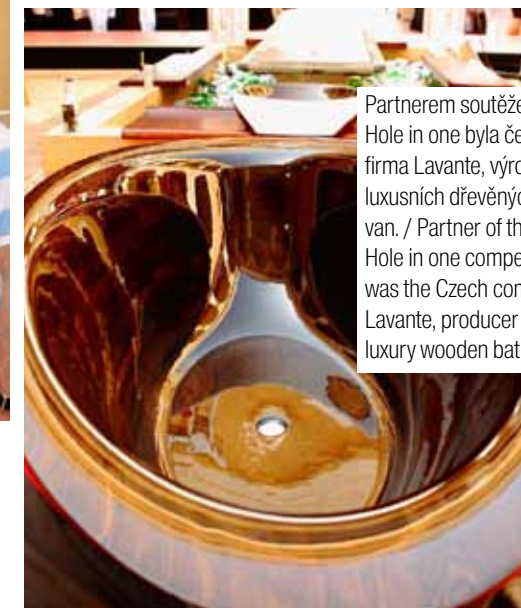 Partnerem soutěže
Hole in one byla če
firma Lavante, výro
luxusních dřevěnýc
van. / Partner of th
Hole in one compe
was the Czech com
Lavante, producer
luxury wooden bat